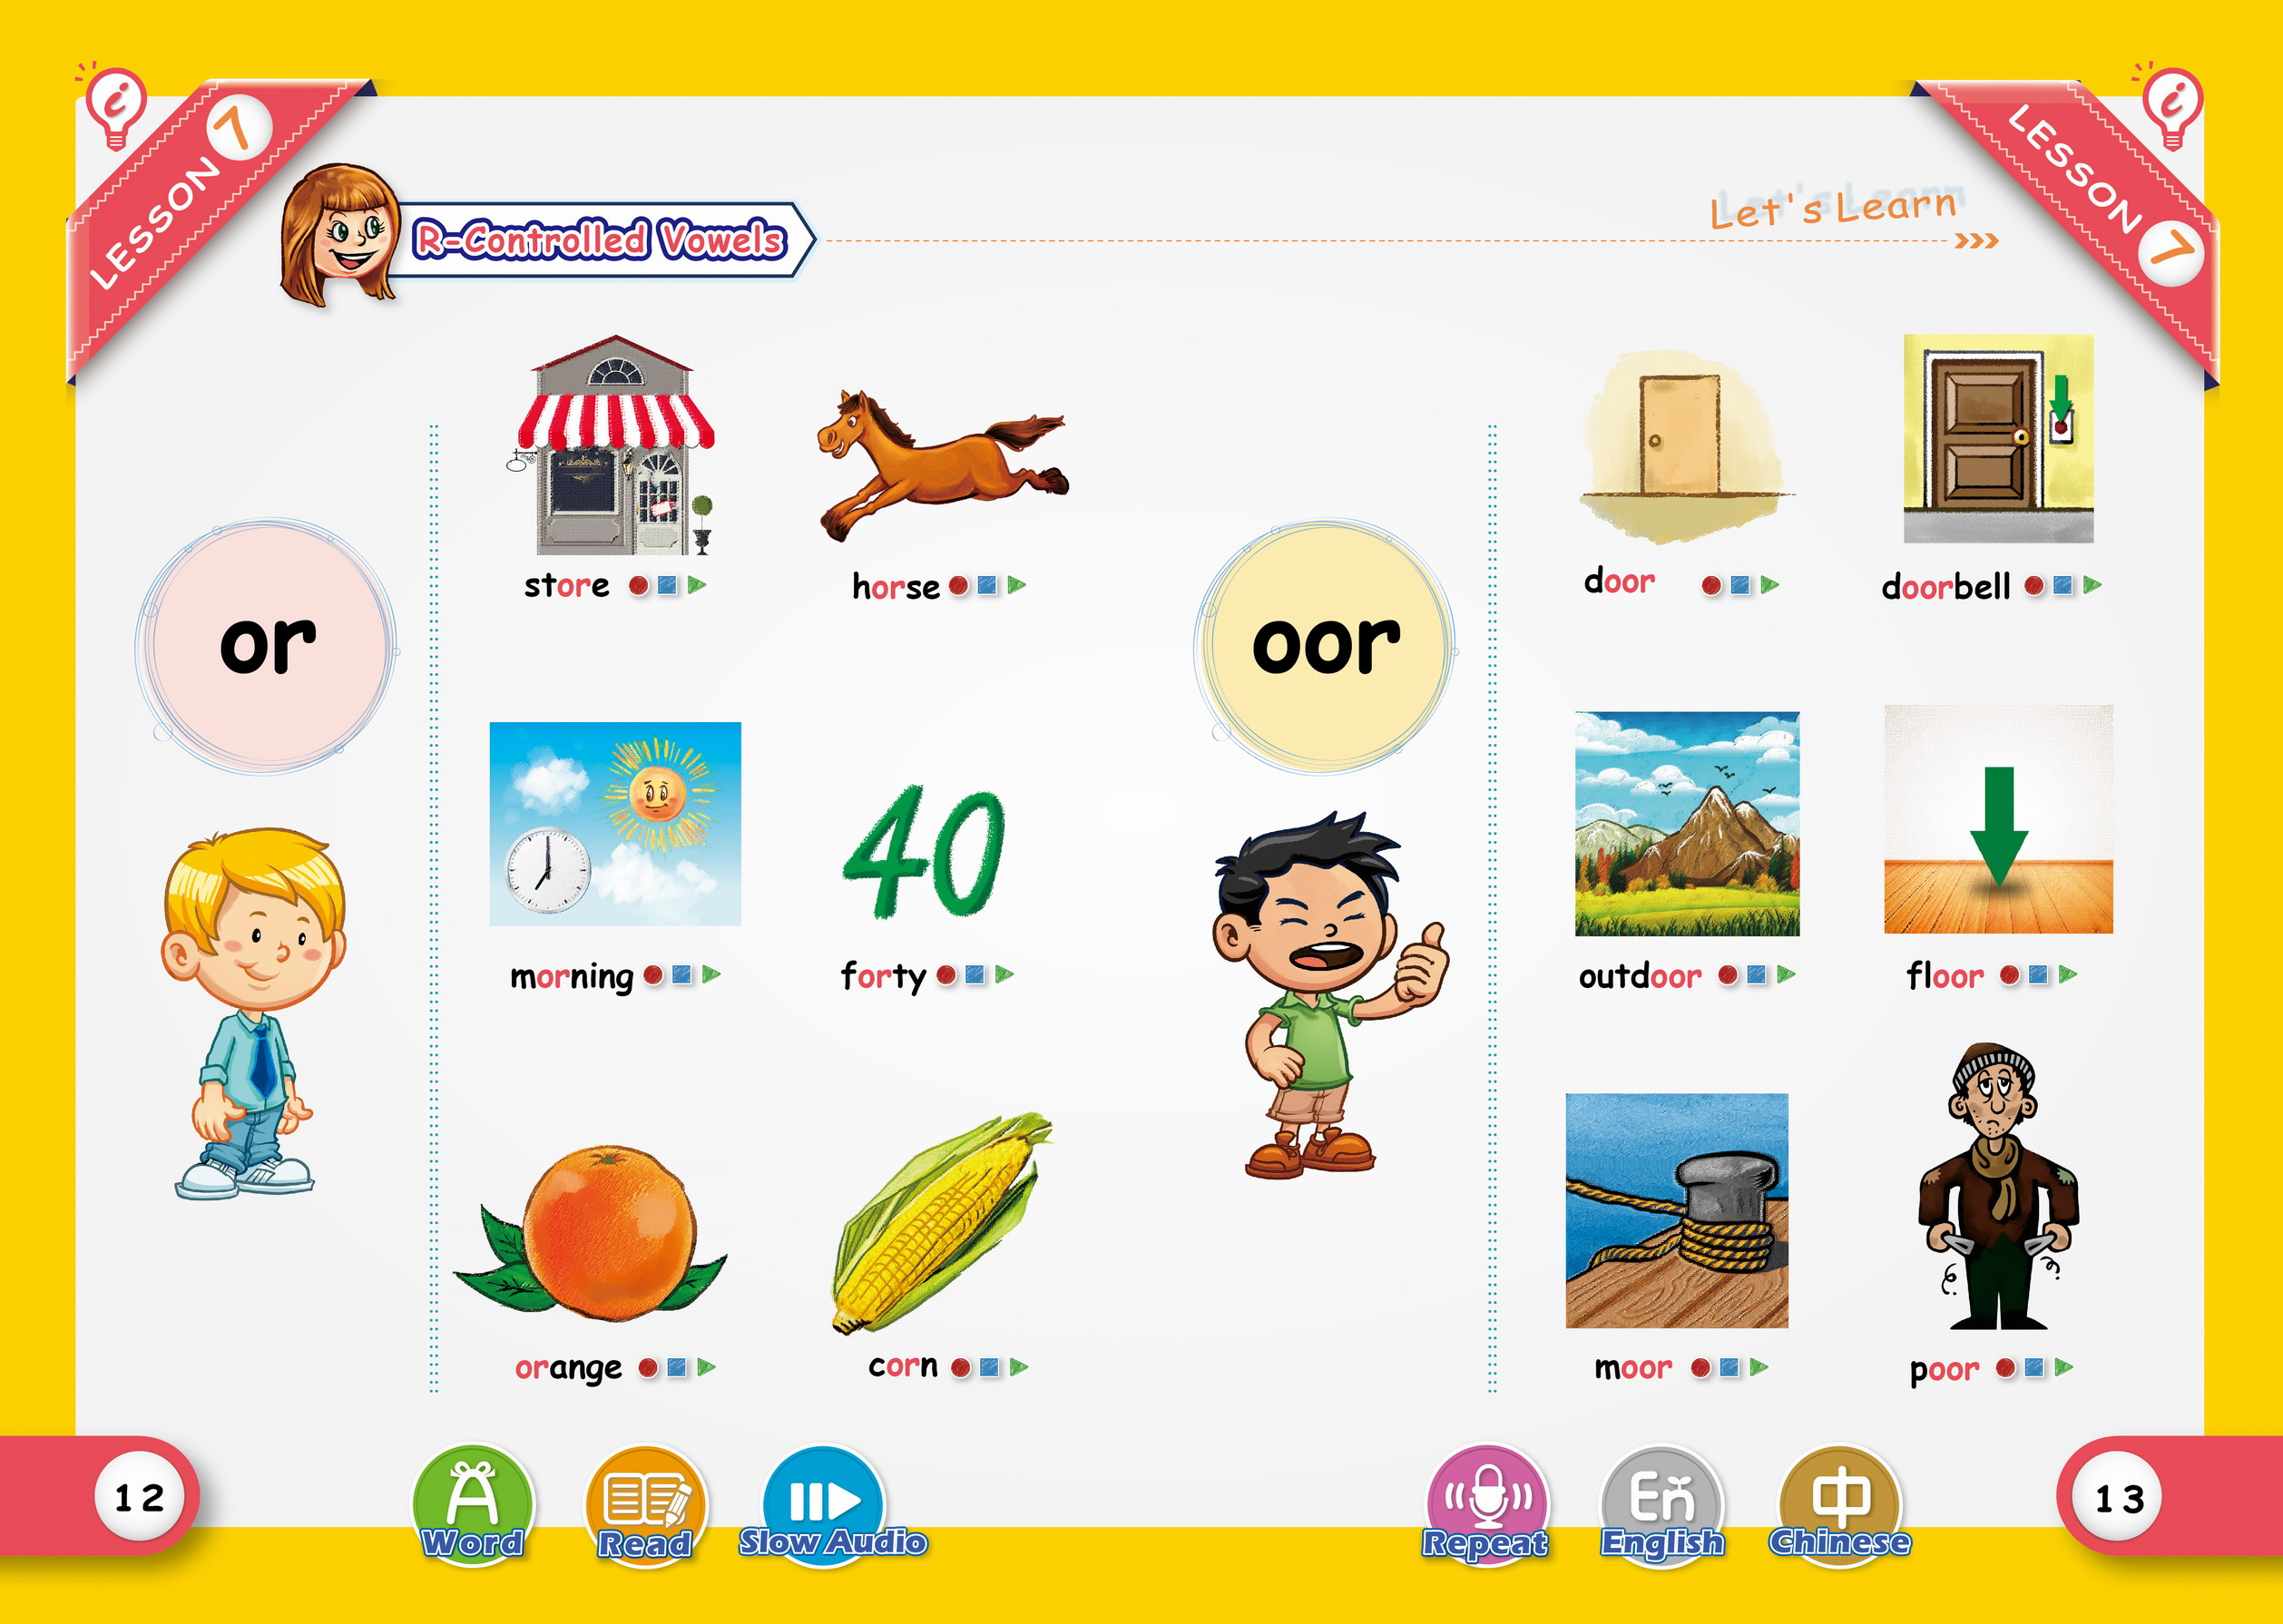 LESSON 7
LESSON 7
R-Controlled Vowels
Let's Learn
or
store
horse
morning
forty
orange
corn
oor
door
doorbell
outdoor
floor
moor
poor
12
Word
Read
Slow Audio
En
Repeat
English
中
Chinese
13